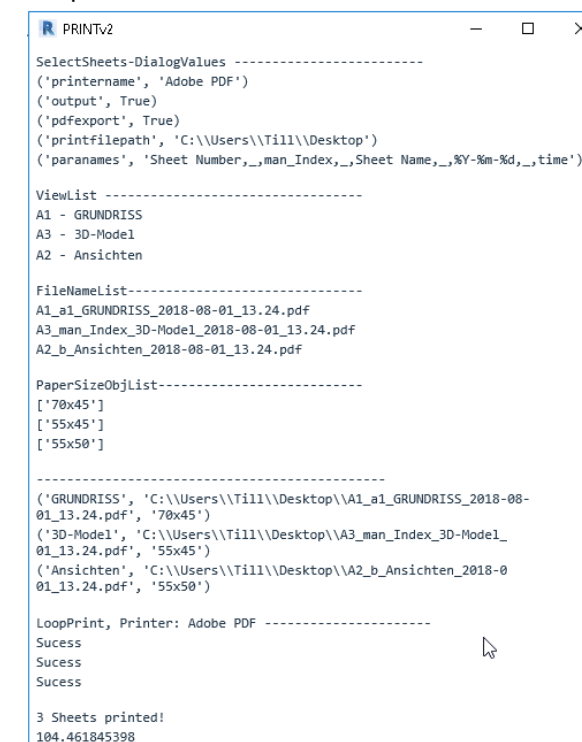 PRINTv2
SelectSheets-DialogValues -------------------------
('printername', 'Adobe PDF')
('output', True)
('pdfexport', True)
('printfilepath', 'C:\\Users\\Till\\Desktop')
('paranames', 'Sheet Number,_,man_Index,_,Sheet Name,_,%Y-%m-%d,_,time')
ViewList ----------------------------------
A1 - GRUNDRISS
A3 - 3D-Model
A2 - Ansichten
FileNameList-------------------------------
A1_a1_GRUNDRISS_2018-08-01_13.24.pdf
A3_man_Index_3D-Model_2018-08-01_13.24.pdf
A2_b_Ansichten_2018-08-01_13.24.pdf
PaperSizeObjList---------------------------
['70x45']
['55x45']
['55x50']
----------------------------------------------
('GRUNDRISS', 'C:\\Users\\Till\\Desktop\\A1_a1_GRUNDRISS_2018-08-
01_13.24.pdf', '70x45')
('3D-Model', 'C:\\Users\\Till\\Desktop\\A3_man_Index_3D-Model_
01_13.24.pdf', '55x45')
('Ansichten', 'C:\\Users\\Till\\Desktop\\A2_b_Ansichten_2018-0
01_13.24.pdf', '55x50')
LoopPrint, Printer: Adobe PDF ----------------------
Sucess
Sucess
Sucess
3 Sheets printed!
104.461845398